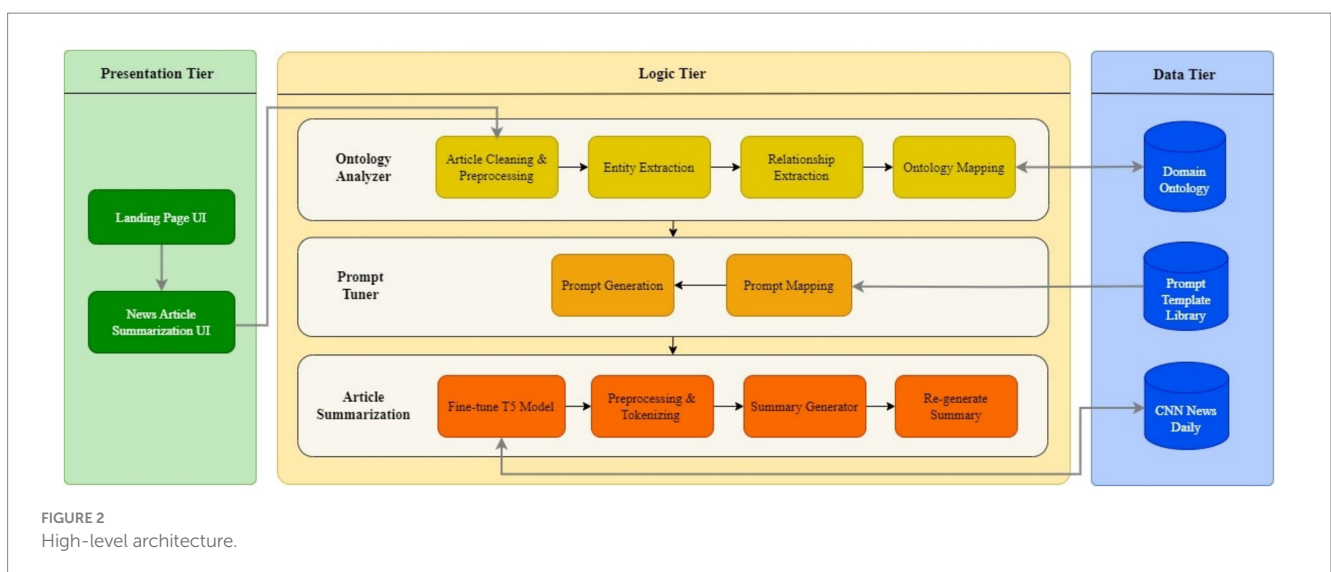 Presentation Tier
Landing Page UI
News Article
Summarization UI
Logic Tier
Ontology
Analyzer
Article Cleaning &
Preprocessing
Entity Extraction
Relationship
Extraction
Ontology Mapping
Prompt
Tuner
Prompt Generation
Prompt Mapping
Article
Summarization
Fine-tune T5 Model
Preprocessing &
Tokenizing
Summary Generator
Re-generate
Summary
Data Tier
Domain
Ontology
Prompt
Template
Library
CNN News
Daily
FIGURE 2
High-level architecture.